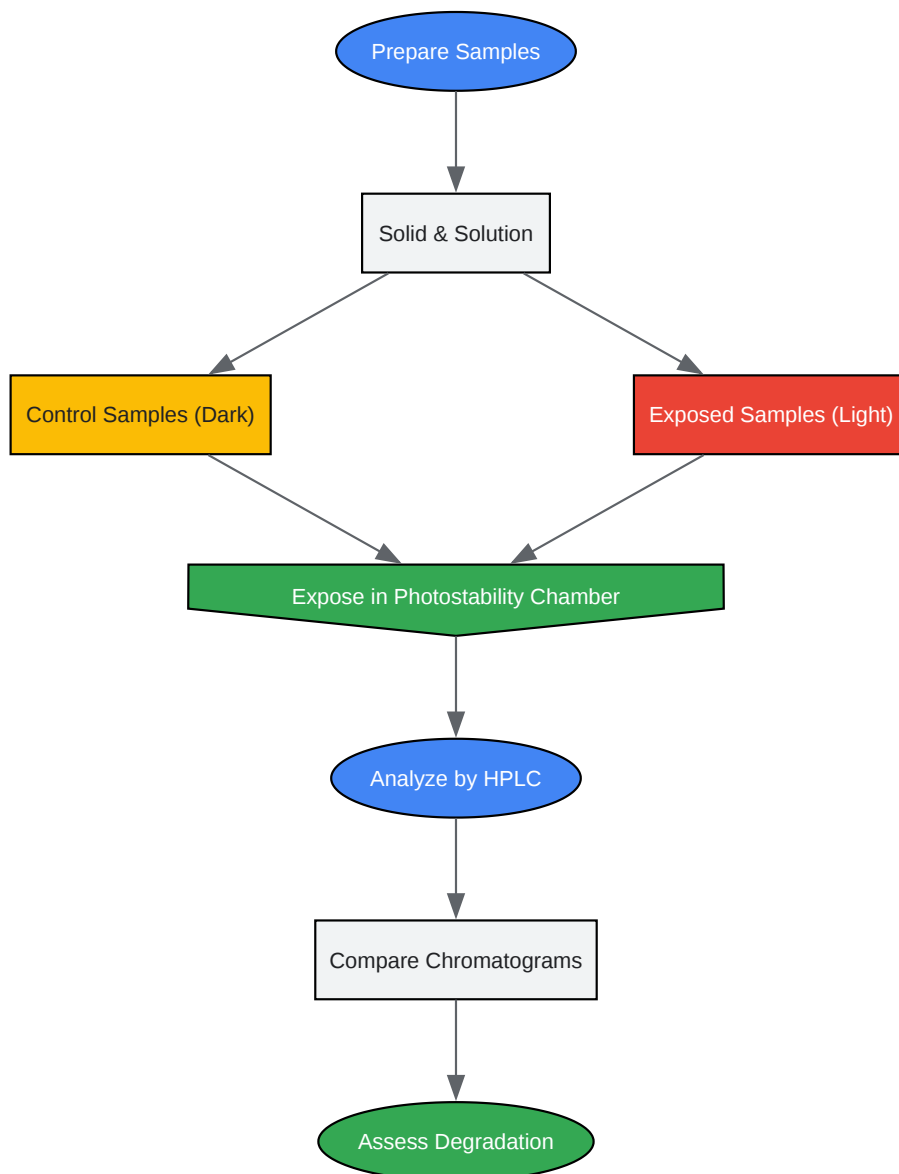 Prepare Samples
Solid & Solution
Control Samples (Dark)
Exposed Samples (Light)
Expose in Photostability Chamber
Analyze by HPLC
Compare Chromatograms
Assess Degradation